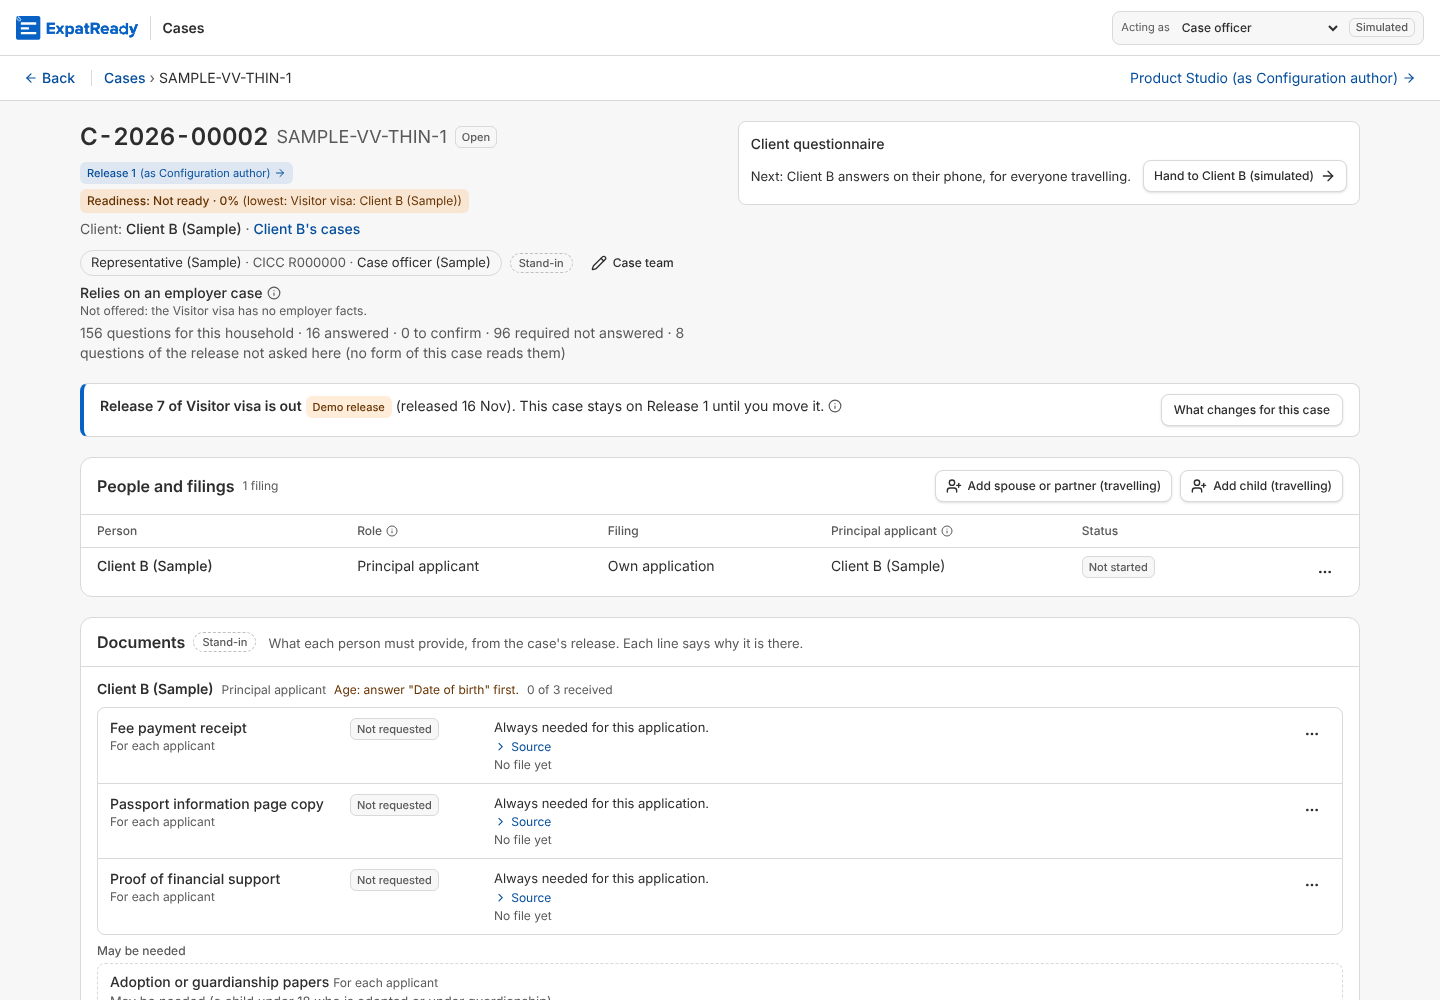 ExpatReady
Cases
Acting as Case officer Simulated
Back Cases › SAMPLE-VV-THIN-1
Product Studio (as Configuration author) →
C-2026-00002 SAMPLE-VV-THIN-1 Open
Release 1 (as Configuration author) →
Readiness: Not ready · 0% (lowest: Visitor visa: Client B (Sample))
Client: Client B (Sample) · Client B's cases
Representative (Sample) · CICC R000000 · Case officer (Sample) Stand-in Case team
Relies on an employer case
Not offered: the Visitor visa has no employer facts.
156 questions for this household · 16 answered · 0 to confirm · 96 required not answered · 8
questions of the release not asked here (no form of this case reads them)
Client questionnaire
Next: Client B answers on their phone, for everyone travelling. Hand to Client B (simulated) →
Release 7 of Visitor visa is out Demo release (released 16 Nov). This case stays on Release 1 until you move it.
What changes for this case
People and filings 1 filing
Add spouse or partner (travelling) Add child (travelling)
Person Role Filing Principal applicant Status
Client B (Sample) Principal applicant Own application Client B (Sample) Not started
Documents Stand-in What each person must provide, from the case's release. Each line says why it is there.
Client B (Sample) Principal applicant Age: answer "Date of birth" first. 0 of 3 received
Fee payment receipt Not requested Always needed for this application.
For each applicant Source
No file yet
Passport information page copy Not requested Always needed for this application.
For each applicant Source
No file yet
Proof of financial support Not requested Always needed for this application.
For each applicant Source
No file yet
May be needed
Adoption or guardianship papers For each applicant
May be needed (a child under 18 who is adopted or under guardianship)